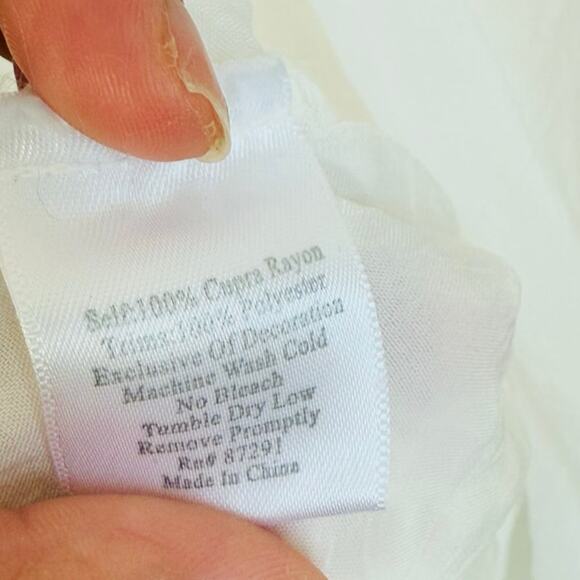 Self:100% Cupra Rayon
Trims:100% Polyester
Exclusive Of Decoration
Machine Wash Cold
No Bleach
Tumble Dry Low
Remove Promptly
Rn# 87291
Made in China